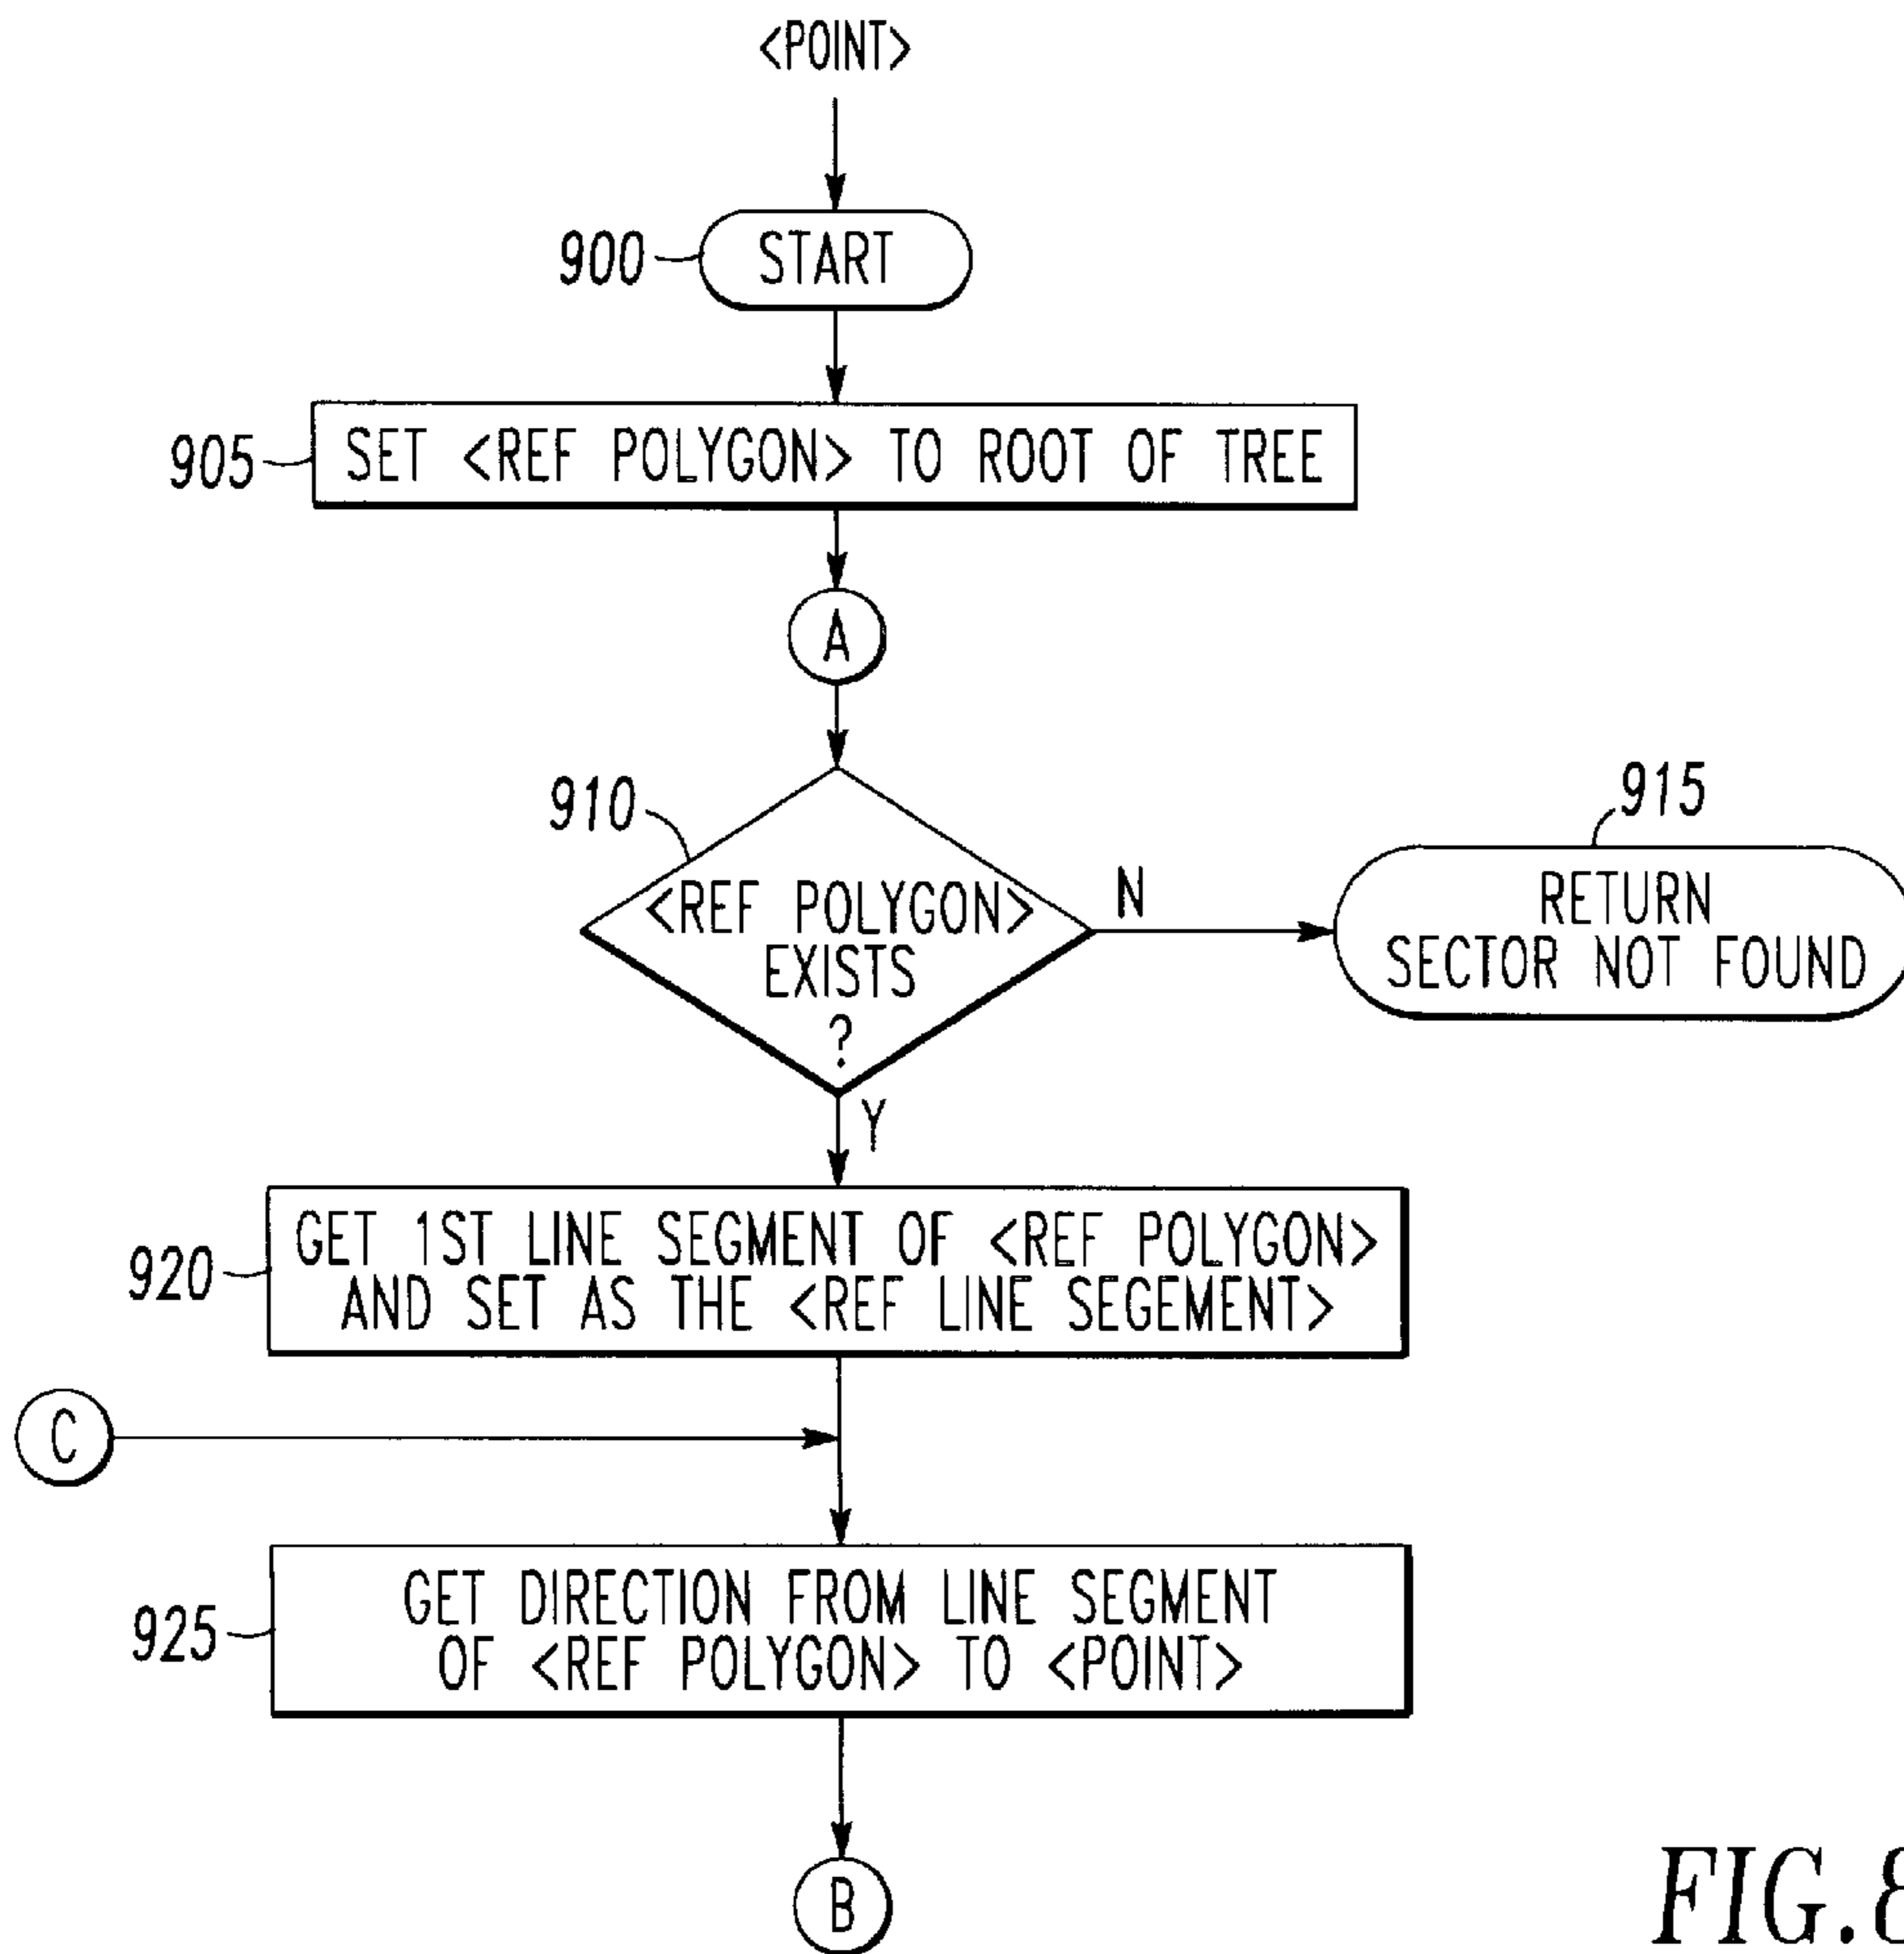 <POINT>
900
START
905
SET <REF POLYGON> TO ROOT OF TREE
A
910
<REF POLYGON>
EXISTS
?
N
915
RETURN
SECTOR NOT FOUND
Y
920
GET 1ST LINE SEGMENT OF <REF POLYGON>
AND SET AS THE <REF LINE SEGEMENT>
C
925
GET DIRECTION FROM LINE SEGMENT
OF <REF POLYGON> TO <POINT>
B
FIG.8